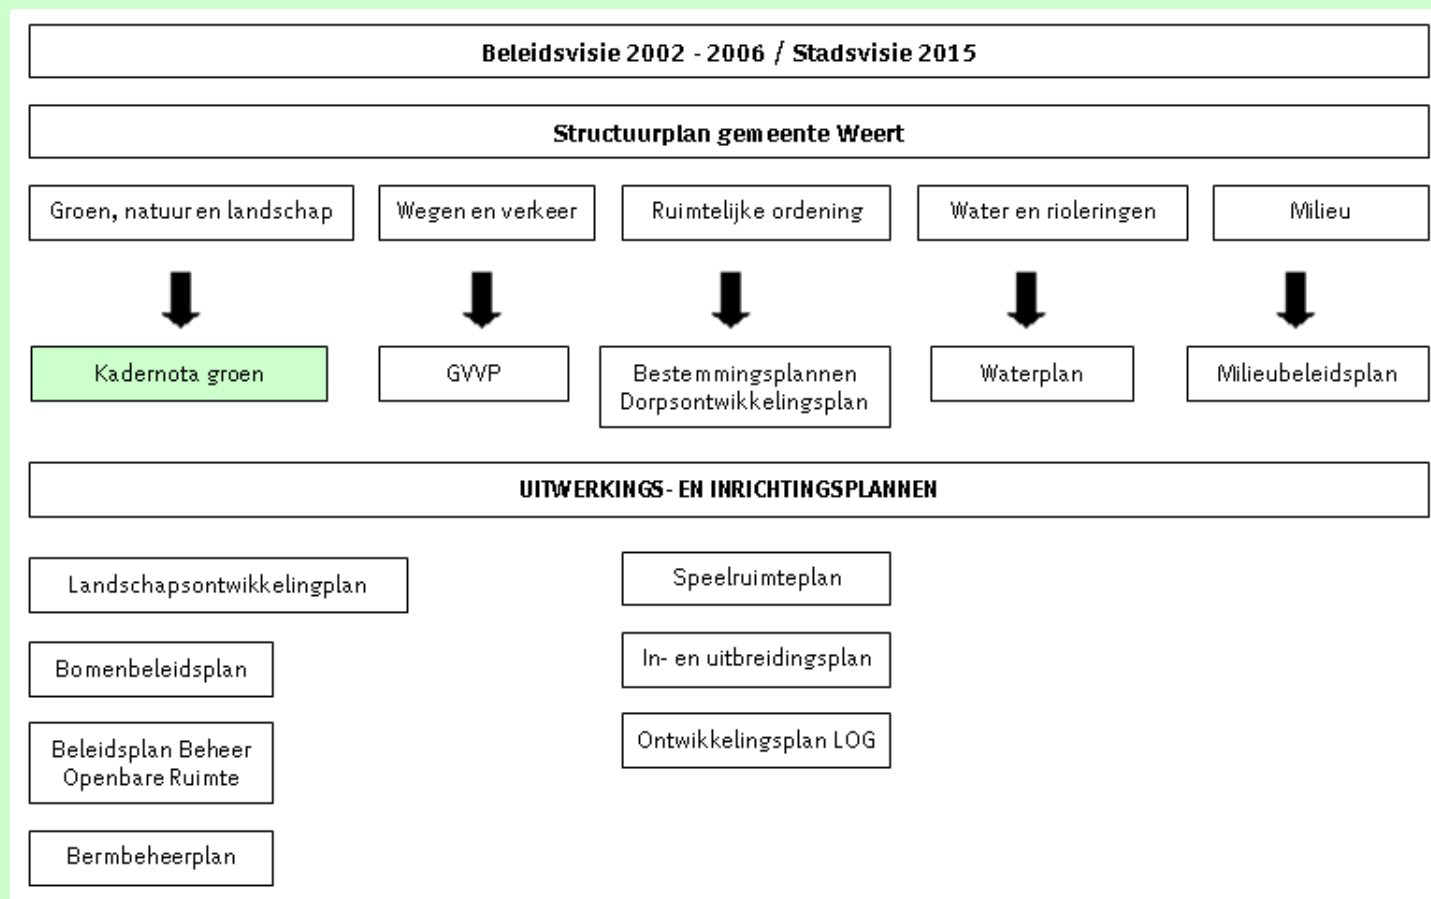 Beleidsvisie 2002 - 2006 / Stadsvisie 2015
Structuurplan gemeente Weert
Groen, natuur en landschap
Wegen en verkeer
Ruimtelijke ordening
Water en rioleringen
Milieu
Kadernota groen
GVVP
Bestemmingsplannen
Dorpsontwikkelingsplan
Waterplan
Milieubeleidsplan
UITWERKINGS- EN INRICHTINGSPLANNEN
Landschapsontwikkelingplan
Speelruimteplan
Bomenbeleidsplan
In- en uitbreidingsplan
Beleidsplan Beheer
Openbare Ruimte
Ontwikkelingsplan LOG
Bermbeheerplan